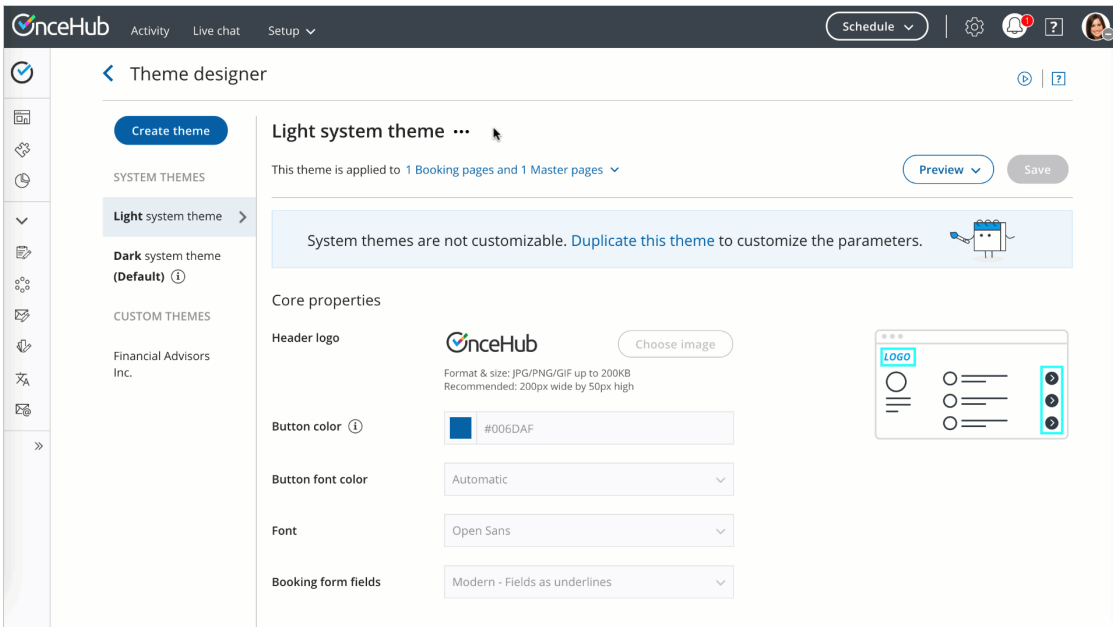 OnceHub
Activity
Live chat
Setup
Schedule
1
?
Theme designer
?
Create theme
Light system theme •••
This theme is applied to 1 Booking pages and 1 Master pages
Preview
Save
SYSTEM THEMES
Light system theme
Dark system theme
(Default) i
CUSTOM THEMES
Financial Advisors
Inc.
System themes are not customizable. Duplicate this theme to customize the parameters.
Core properties
Header logo
OnceHub
Choose image
Format & size: JPG/PNG/GIF up to 200KB
Recommended: 200px wide by 50px high
LOGO
Button color i
#006DAF
Button font color
Automatic
Font
Open Sans
Booking form fields
Modern - Fields as underlines